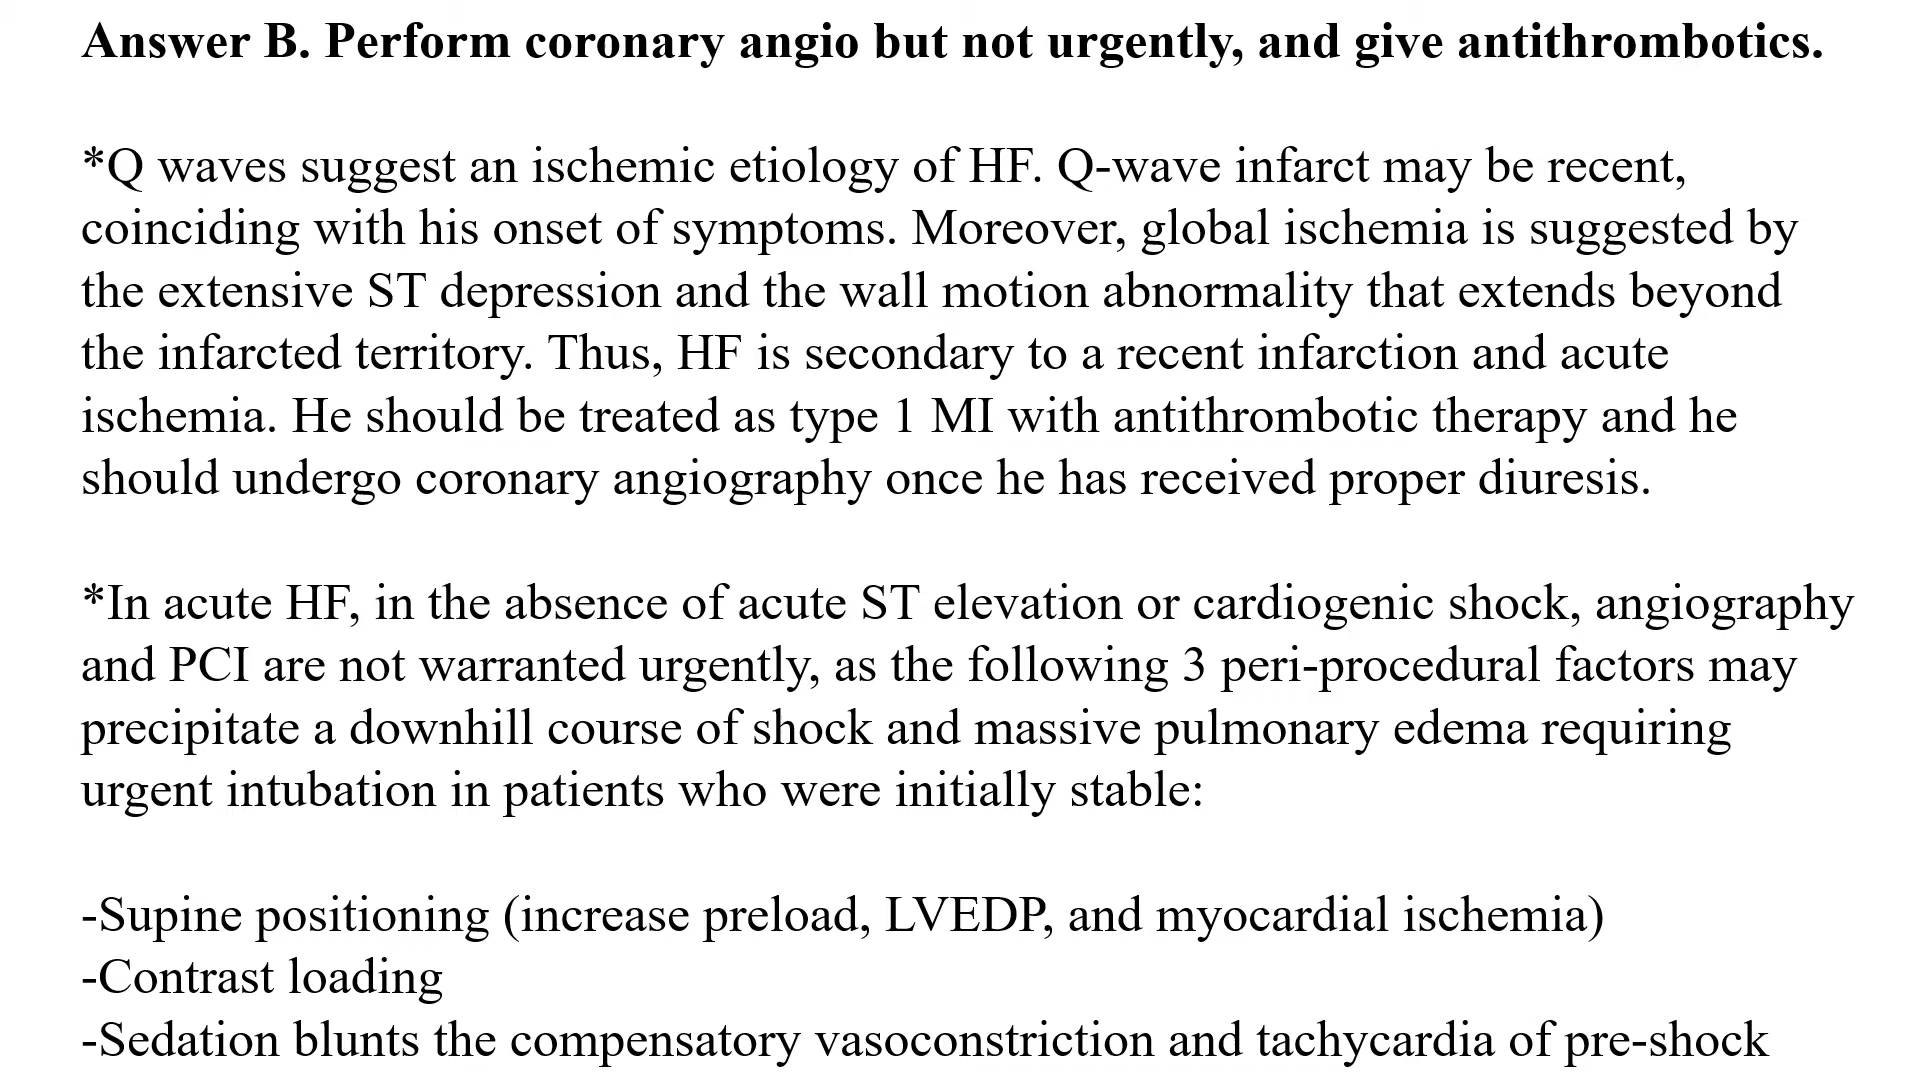 Answer B. Perform coronary angio but not urgently, and give antithrombotics.
*Q waves suggest an ischemic etiology of HF. Q-wave infarct may be recent,
coinciding with his onset of symptoms. Moreover, global ischemia is suggested by
the extensive ST depression and the wall motion abnormality that extends beyond
the infarcted territory. Thus, HF is secondary to a recent infarction and acute
ischemia. He should be treated as type 1 MI with antithrombotic therapy and he
should undergo coronary angiography once he has received proper diuresis.
*In acute HF, in the absence of acute ST elevation or cardiogenic shock, angiography
and PCI are not warranted urgently, as the following 3 peri-procedural factors may
precipitate a downhill course of shock and massive pulmonary edema requiring
urgent intubation in patients who were initially stable:
-Supine positioning (increase preload, LVEDP, and myocardial ischemia)
-Contrast loading
-Sedation blunts the compensatory vasoconstriction and tachycardia of pre-shock